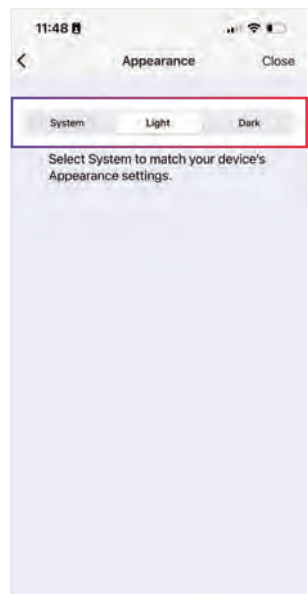 11:48
Appearance Close
System Light Dark
Select System to match your device's
Appearance settings.